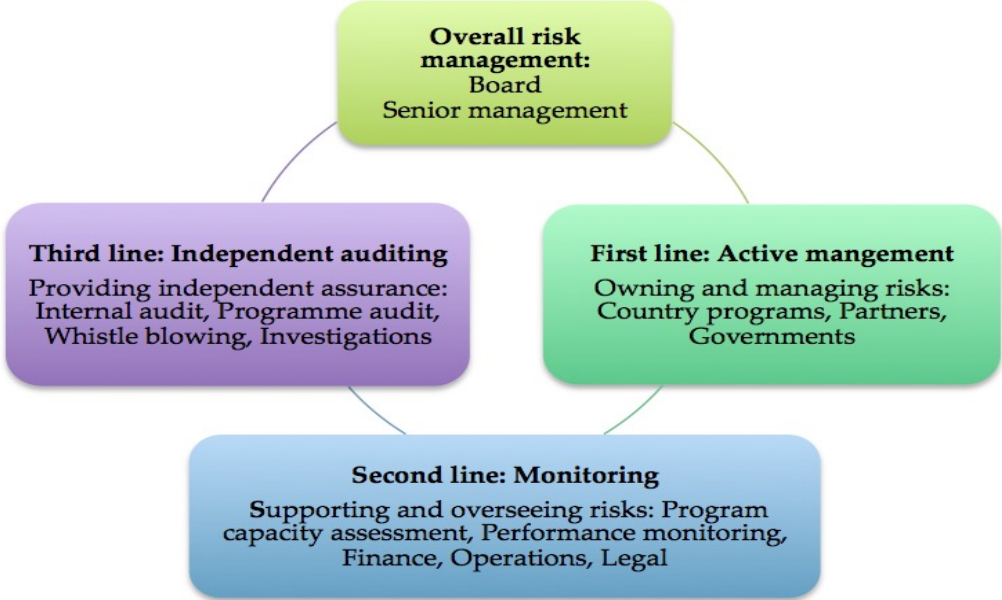 Overall risk
management:
Board
Senior management
Third line: Independent auditing
Providing independent assurance:
Internal audit, Programme audit,
Whistle blowing, Investigations
First line: Active mangement
Owning and managing risks:
Country programs, Partners,
Governments
Second line: Monitoring
Supporting and overseeing risks: Program
capacity assessment, Performance monitoring,
Finance, Operations, Legal